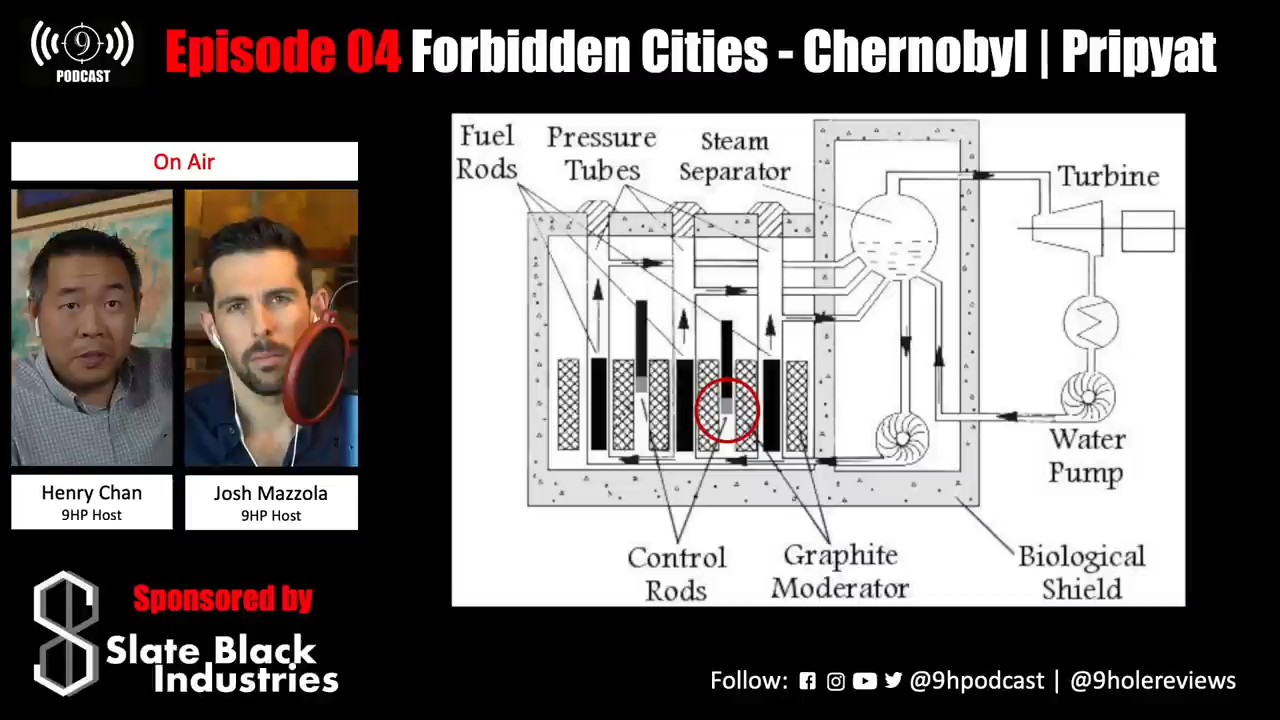 9
PODCAST
Episode 04 Forbidden Cities - Chernobyl | Pripyat
On Air
Henry Chan
9HP Host
Josh Mazzola
9HP Host
Fuel
Rods
Pressure
Tubes
Steam
Separator
Turbine
Water
Pump
Control
Rods
Graphite
Moderator
Biological
Shield
Sponsored by
Slate Black
Industries
Follow: @9hpodcast | @9holereviews